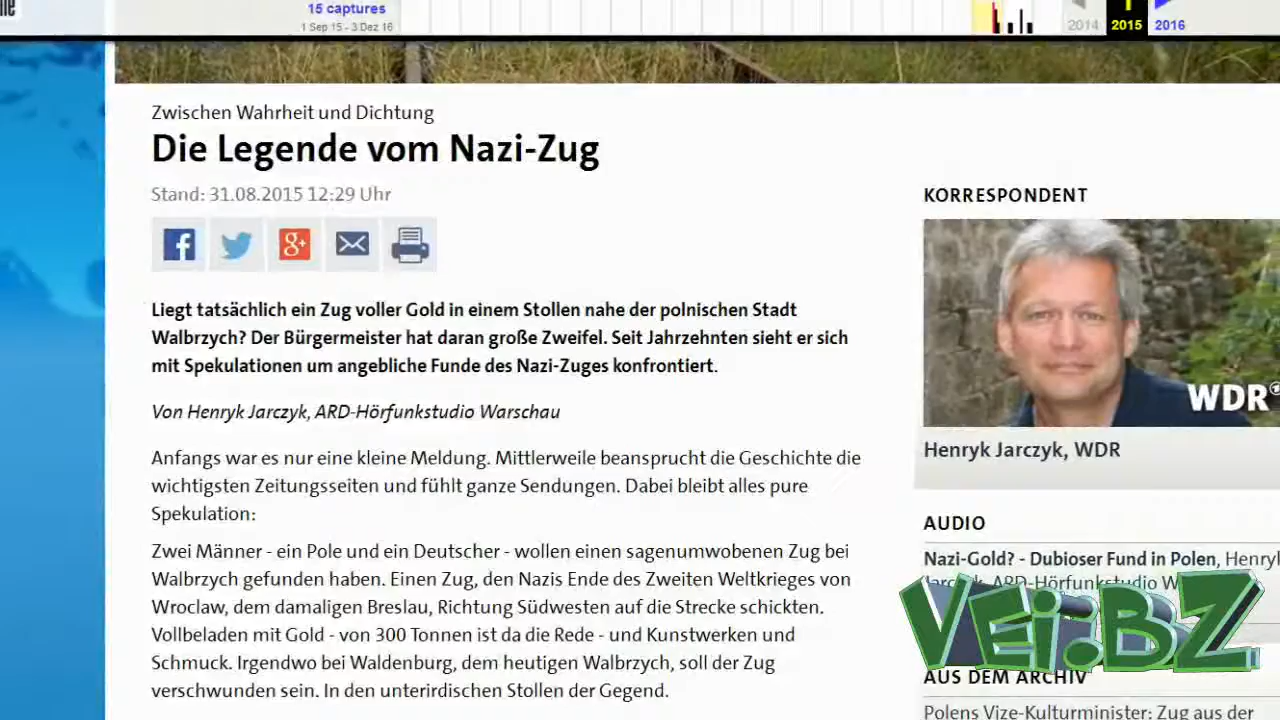 15 captures
1 Sep 15 - 3 Dez 16
2014 2015 2016
Zwischen Wahrheit und Dichtung
Die Legende vom Nazi-Zug
Stand: 31.08.2015 12:29 Uhr
Liegt tatsächlich ein Zug voller Gold in einem Stollen nahe der polnischen Stadt
Walbrzych? Der Bürgermeister hat daran große Zweifel. Seit Jahrzehnten sieht er sich
mit Spekulationen um angebliche Funde des Nazi-Zuges konfrontiert.
Von Henryk Jarczyk, ARD-Hörfunkstudio Warschau
Anfangs war es nur eine kleine Meldung. Mittlerweile beansprucht die Geschichte die
wichtigsten Zeitungsseiten und fühlt ganze Sendungen. Dabei bleibt alles pure
Spekulation:
Zwei Männer - ein Pole und ein Deutscher - wollen einen sagenumwobenen Zug bei
Walbrzych gefunden haben. Einen Zug, den Nazis Ende des Zweiten Weltkrieges von
Wroclaw, dem damaligen Breslau, Richtung Südwesten auf die Strecke schickten.
Vollbeladen mit Gold - von 300 Tonnen ist da die Rede - und Kunstwerken und
Schmuck. Irgendwo bei Waldenburg, dem heutigen Walbrzych, soll der Zug
verschwunden sein. In den unterirdischen Stollen der Gegend.
KORRESPONDENT
WDR
Henryk Jarczyk, WDR
AUDIO
Nazi-Gold? - Dubioser Fund in Polen, Henryk
Jarczyk, ARD-Hörfunkstudio W
VEi:BZ
AUS DEM ARCHIV
Polens Vize-Kulturminister: Zug aus der